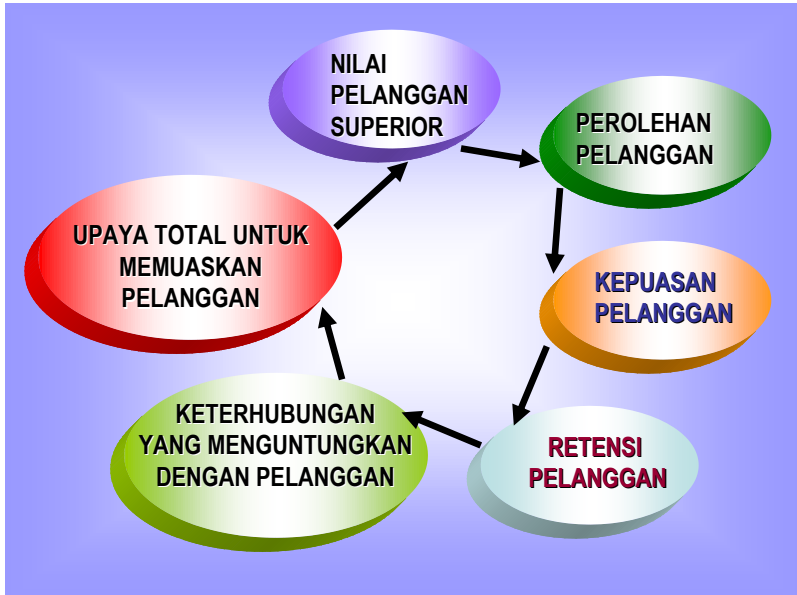 NILAI
PELANGGAN
SUPERIOR
PEROLEHAN
PELANGGAN
UPAYA TOTAL UNTUK
MEMUASKAN
PELANGGAN
KEPUASAN
PELANGGAN
KETERHUBUNGAN
YANG MENGUNTUNGKAN
DENGAN PELANGGAN
RETENSI
PELANGGAN